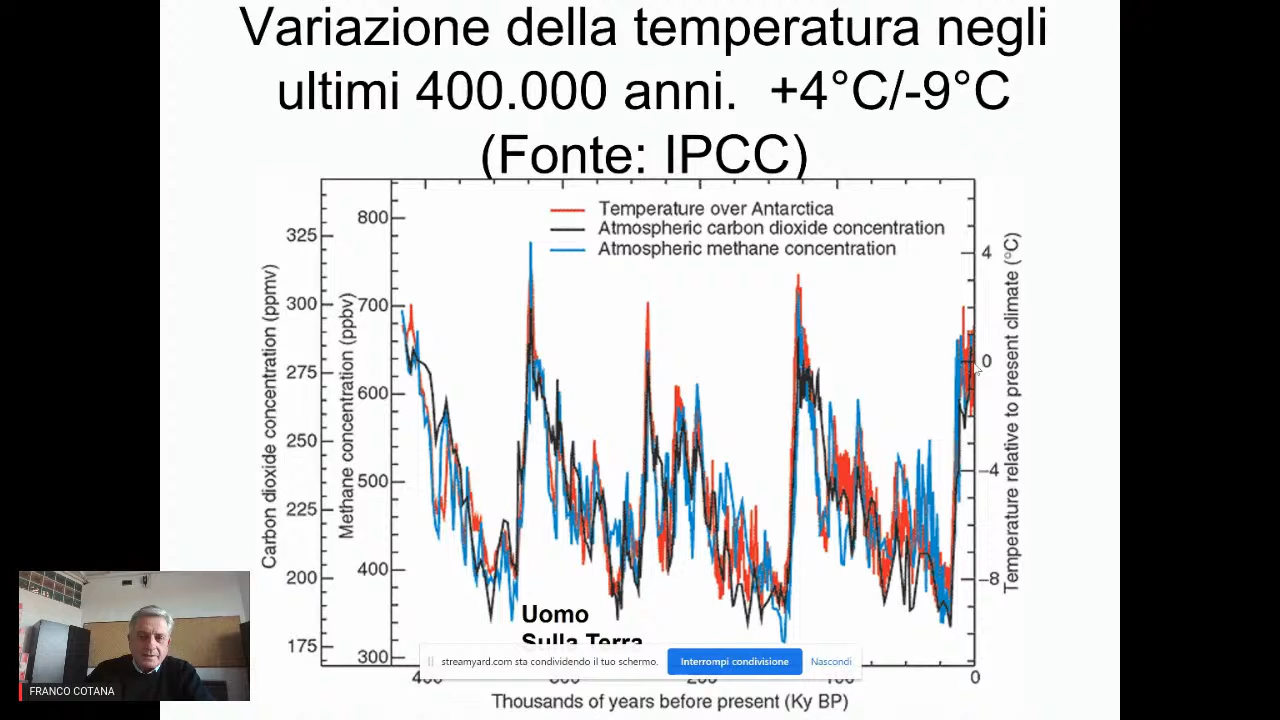 Variazione della temperatura negli
ultimi 400.000 anni. +4°C/-9°C
(Fonte: IPCC)
Temperature over Antarctica
Atmospheric carbon dioxide concentration
Atmospheric methane concentration
Carbon dioxide concentration (ppmv)
325
300
275
250
225
200
175
Methane concentration (ppbv)
800
700
600
500
400
300
4
0
−4
−8
Temperature relative to present climate (°C)
Uomo
Sulla Terra
streamyard.com sta condividendo il tuo schermo.
Interrompi condivisione
Nascondi
400
300
200
100
0
Thousands of years before present (Ky BP)
FRANCO COTANA